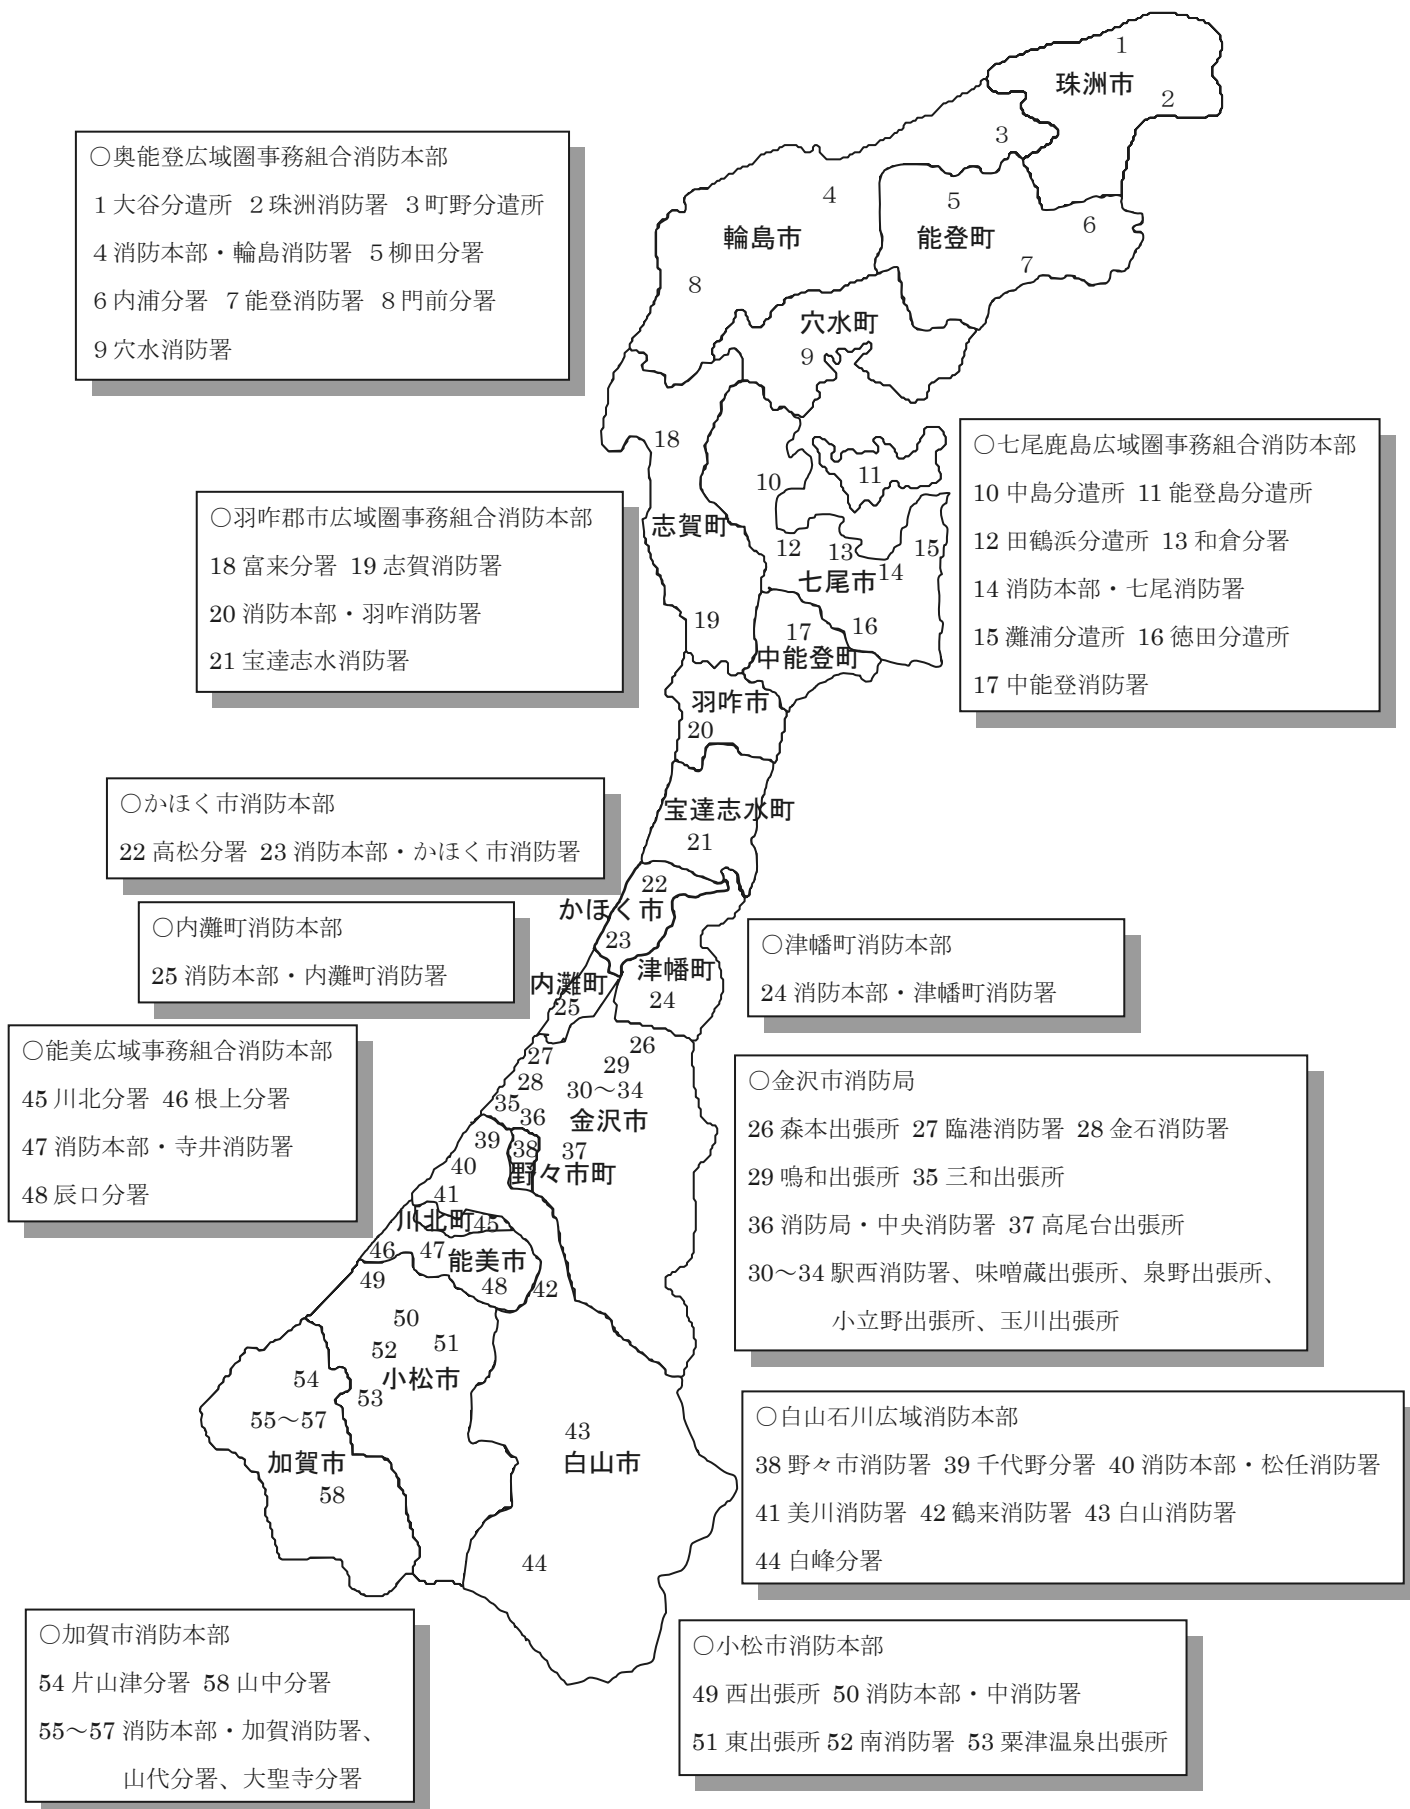 1
珠洲市
2
3
4
5
6
輪島市
能登町
7
8
穴水町
9
○奥能登広域圏事務組合消防本部
1 大谷分遣所 2 珠洲消防署 3 町野分遣所
4 消防本部・輪島消防署 5 柳田分署
6 内浦分署 7 能登消防署 8 門前分署
9 穴水消防署
18
10
11
志賀町
12
13
15
七尾市
14
19
17
16
中能登町
○七尾鹿島広域圏事務組合消防本部
10 中島分遣所 11 能登島分遣所
12 田鶴浜分遣所 13 和倉分署
14 消防本部・七尾消防署
15 灘浦分遣所 16 徳田分遣所
17 中能登消防署
○羽咋郡市広域圏事務組合消防本部
18 富来分署 19 志賀消防署
20 消防本部・羽咋消防署
21 宝達志水消防署
羽咋市
20
宝達志水町
21
○かほく市消防本部
22 高松分署 23 消防本部・かほく市消防署
22
かほく市
23
○内灘町消防本部
25 消防本部・内灘町消防署
内灘町
25
津幡町
24
○津幡町消防本部
24 消防本部・津幡町消防署
○能美広域事務組合消防本部
45 川北分署 46 根上分署
47 消防本部・寺井消防署
48 辰口分署
26
27
29
28
30～34
35
36
金沢市
39
38
37
40
野々市町
41
川北町
45
46
47
能美市
49
48
42
○金沢市消防局
26 森本出張所 27 臨港消防署 28 金石消防署
29 鳴和出張所 35 三和出張所
36 消防局・中央消防署 37 高尾台出張所
30～34 駅西消防署、味噌蔵出張所、泉野出張所、
小立野出張所、玉川出張所
50
52
51
小松市
54
53
55～57
加賀市
58
43
白山市
44
○白山石川広域消防本部
38 野々市消防署 39 千代野分署 40 消防本部・松任消防署
41 美川消防署 42 鶴来消防署 43 白山消防署
44 白峰分署
○加賀市消防本部
54 片山津分署 58 山中分署
55～57 消防本部・加賀消防署、
山代分署、大聖寺分署
○小松市消防本部
49 西出張所 50 消防本部・中消防署
51 東出張所 52 南消防署 53 粟津温泉出張所